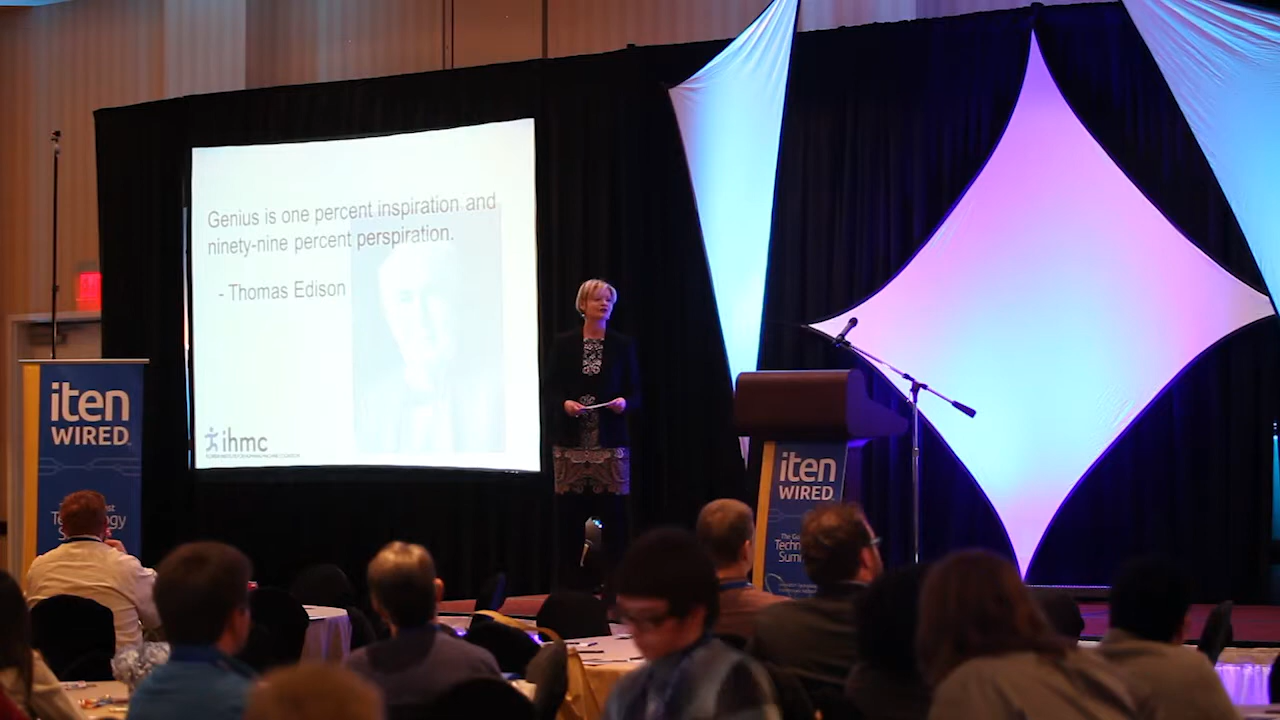 Genius is one percent inspiration and
ninety-nine percent perspiration.
- Thomas Edison
ihmc
iten
WIRED
iten
WIRED